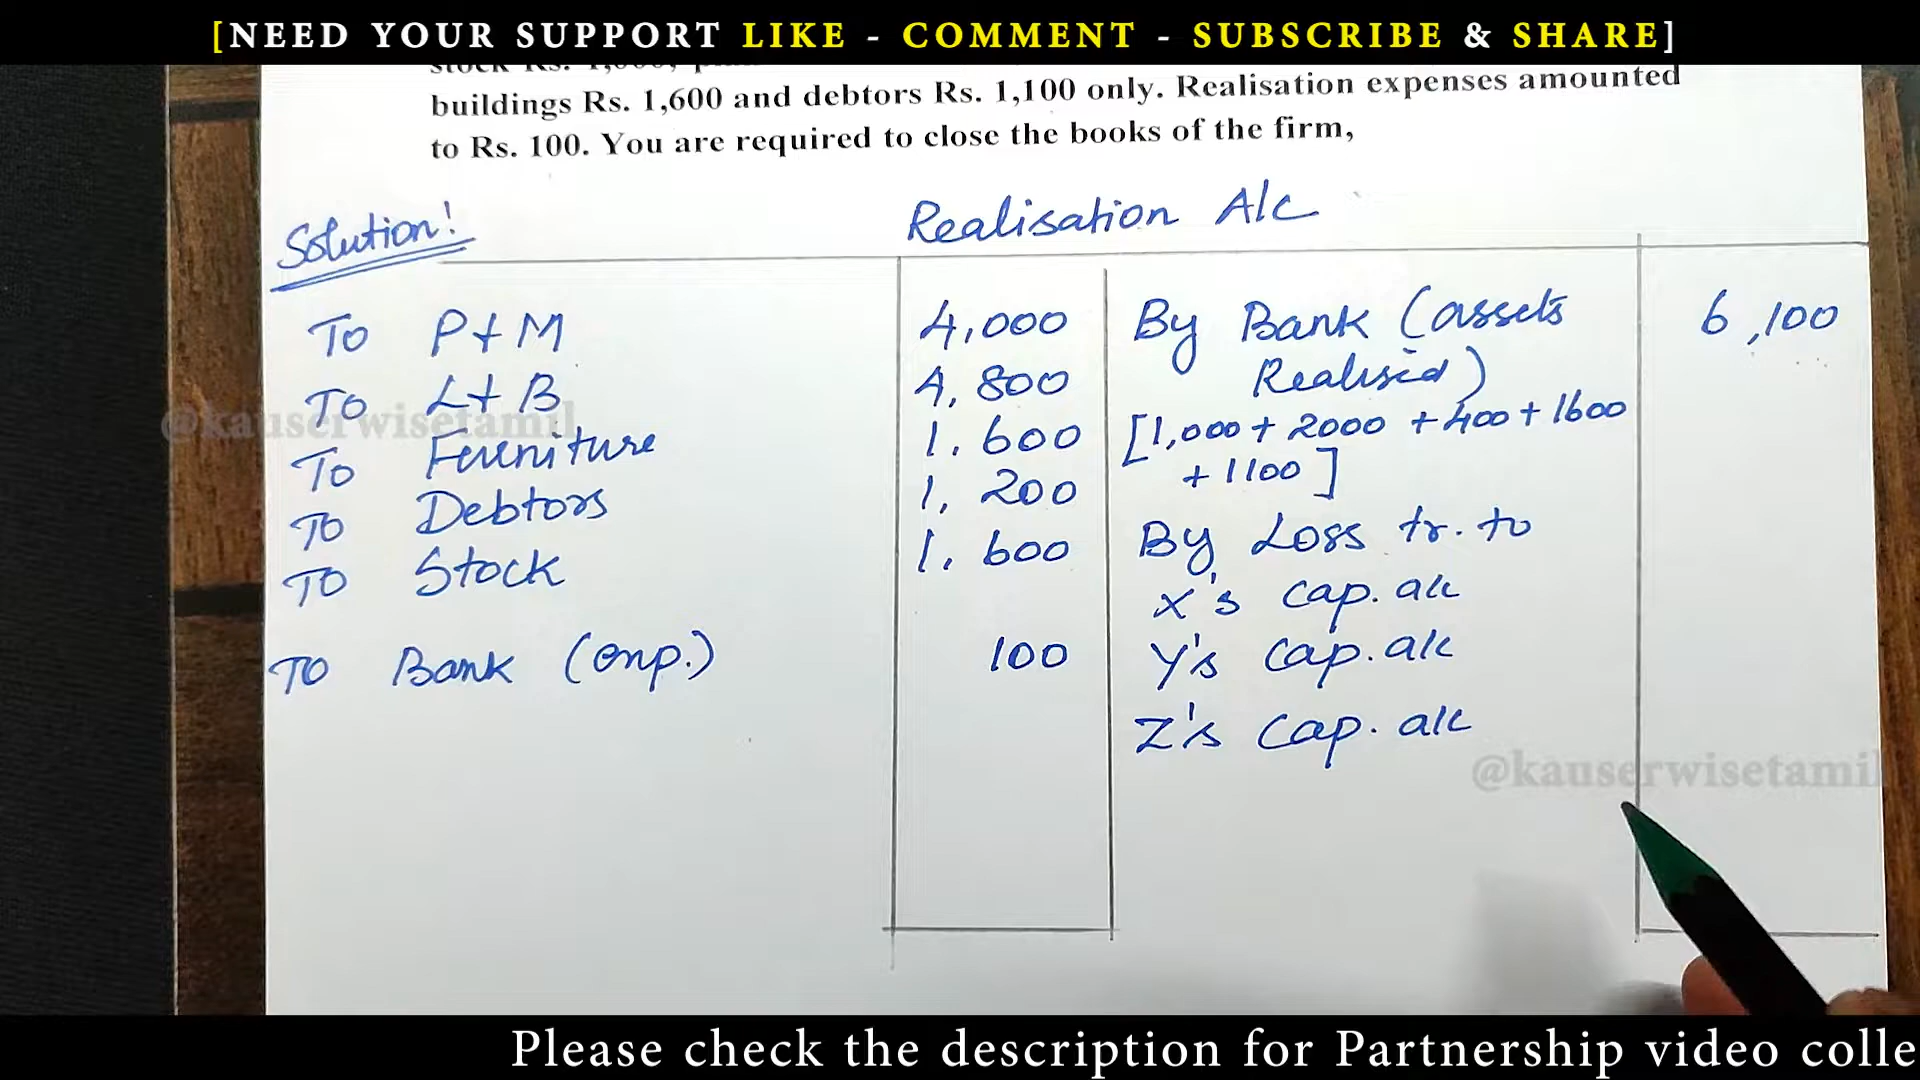 [NEED YOUR SUPPORT LIKE - COMMENT - SUBSCRIBE & SHARE]
buildings Rs. 1,600 and debtors Rs. 1,100 only. Realisation expenses amounted
to Rs. 100. You are required to close the books of the firm,
Solution!
Realisation A/c
To P+M 4,000 By Bank (assets 6,100
Realised)
To L+B 4,800
To Furniture 1,600 [1,000+ 2000 + 400 + 1600
+ 1100]
To Debtors 1,200
To Stock 1,600 By Loss tr. to
X's Cap. a/c
To Bank (Exp.) 100 Y's Cap. a/c
Z's Cap. a/c
@kauserwisetamil
@kauserwisetamil
Please check the description for Partnership video colle